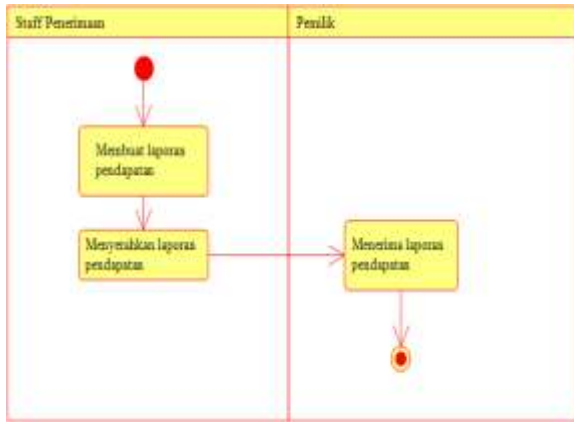 Staff Penerimaan
Pemilik
Membuat laporan
pendapatan
Menyerahkan laporan
pendapatan
Menerima laporan
pendapatan